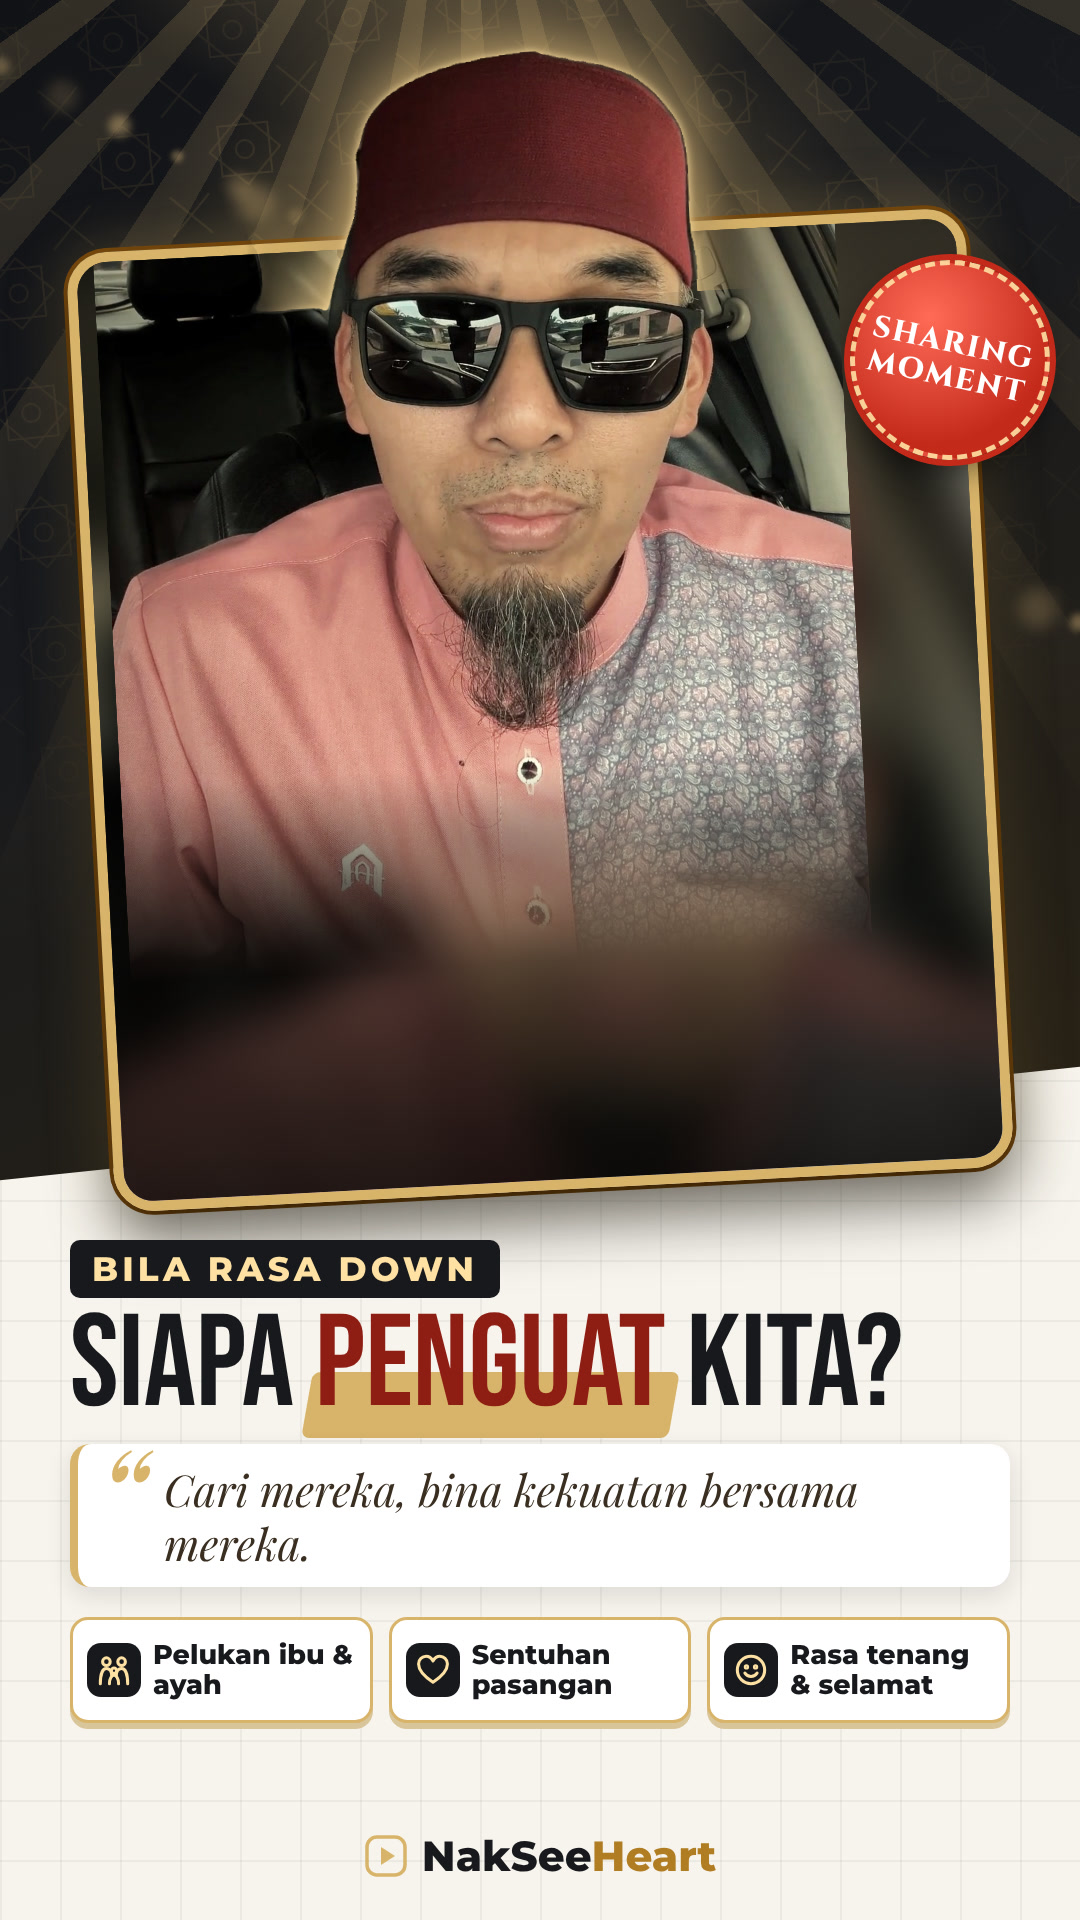 SHARING
MOMENT
BILA RASA DOWN
SIAPA PENGUAT KITA?
“Cari mereka, bina kekuatan bersama
mereka.
Pelukan ibu &
ayah
Sentuhan
pasangan
Rasa tenang
& selamat
NakSeeHeart